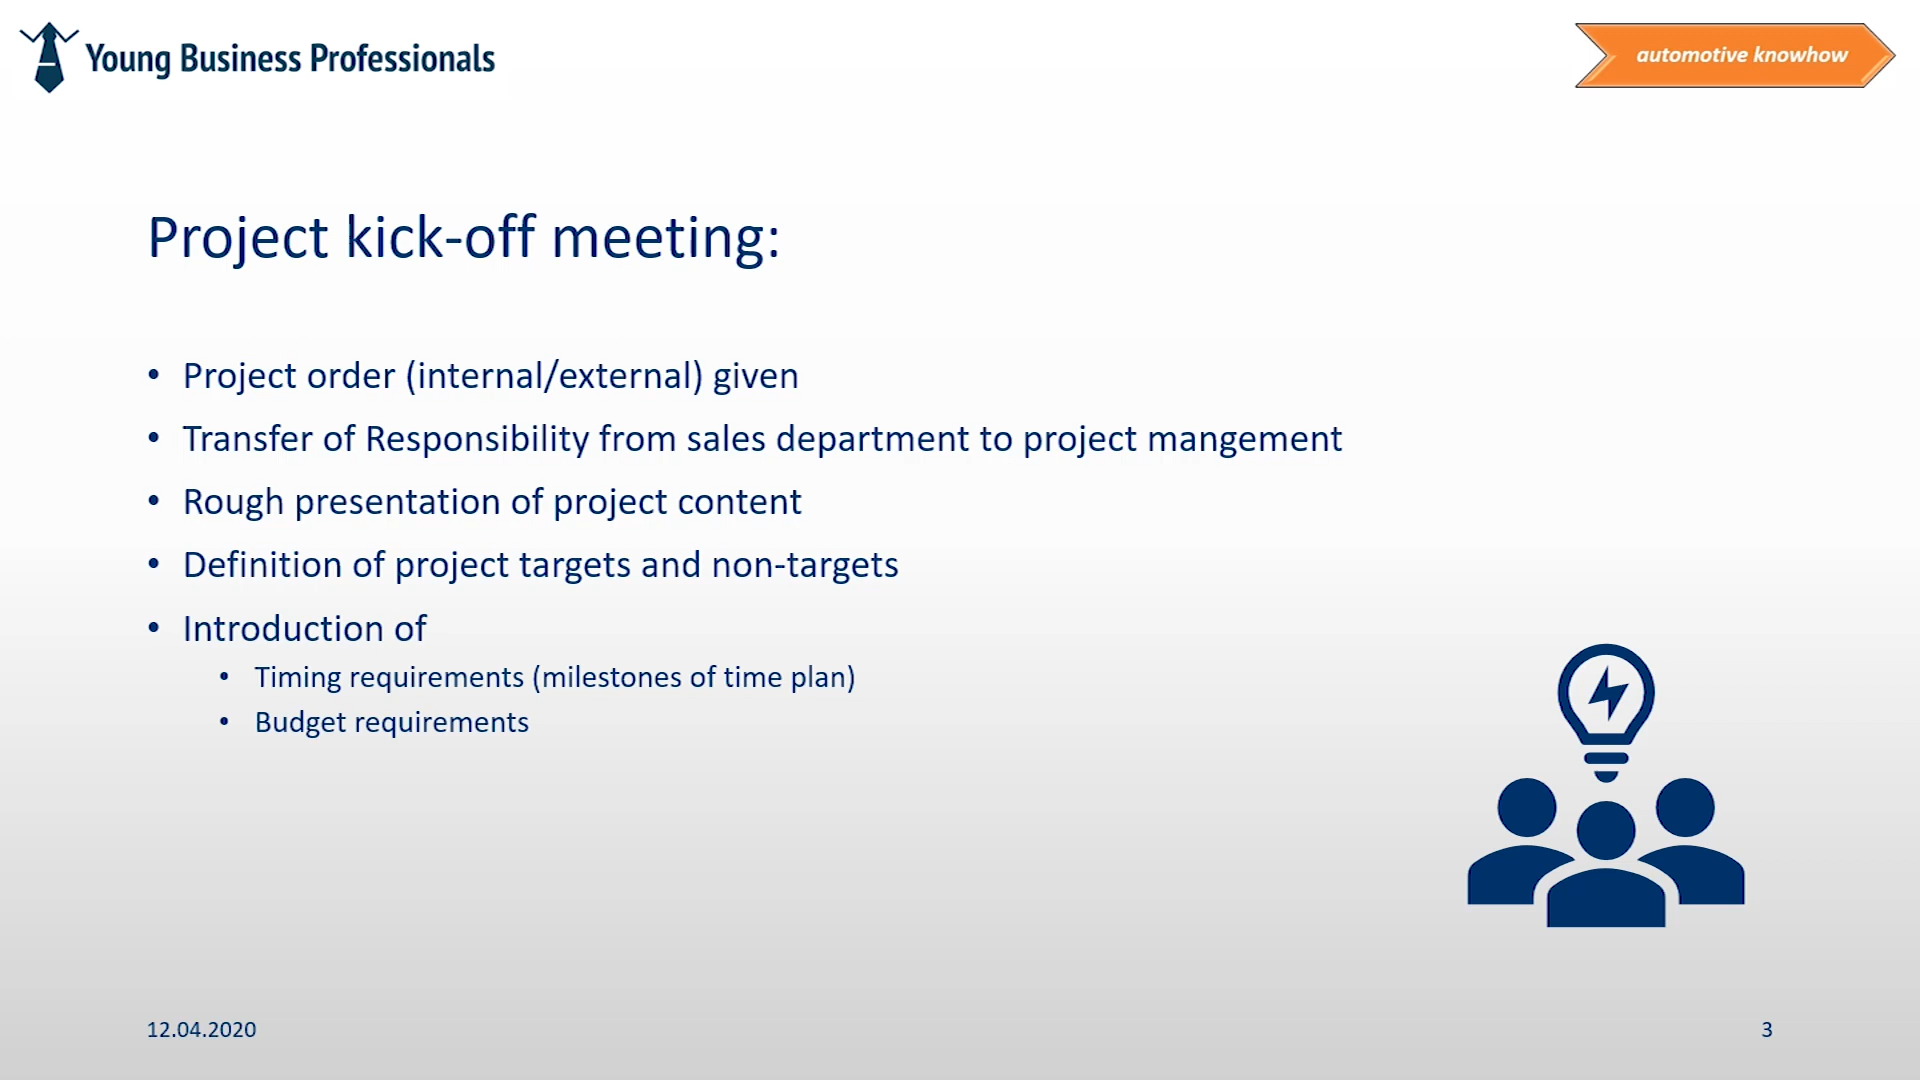 Young Business Professionals
automotive knowhow
Project kick-off meeting:
• Project order (internal/external) given
• Transfer of Responsibility from sales department to project mangement
• Rough presentation of project content
• Definition of project targets and non-targets
• Introduction of
• Timing requirements (milestones of time plan)
• Budget requirements
12.04.2020
3